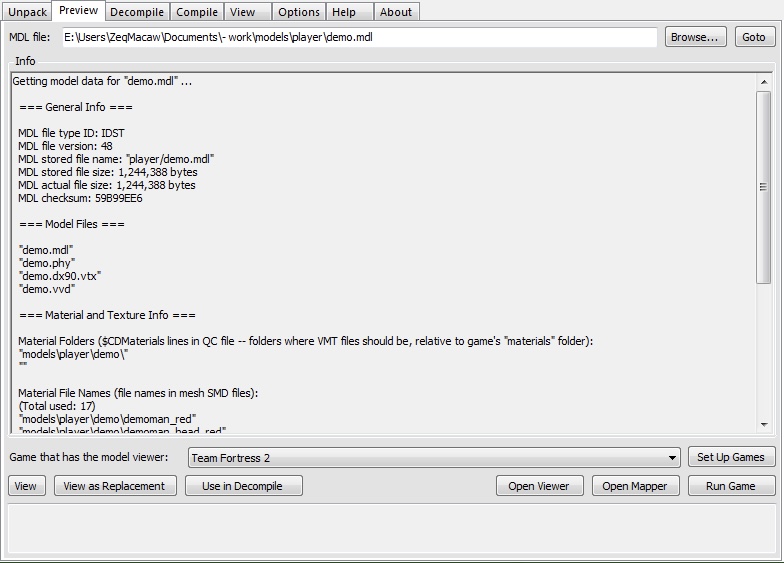 Unpack Preview Decompile Compile View Options Help About
MDL file: E:\Users\ZeqMacaw\Documents\- work\models\player\demo.mdl Browse... Goto
Info
Getting model data for "demo.mdl" ...
=== General Info ===
MDL file type ID: IDST
MDL file version: 48
MDL stored file name: "player/demo.mdl"
MDL stored file size: 1,244,388 bytes
MDL actual file size: 1,244,388 bytes
MDL checksum: 59B99EE6
=== Model Files ===
"demo.mdl"
"demo.phy"
"demo.dx90.vtx"
"demo.vvd"
=== Material and Texture Info ===
Material Folders ($CDMaterials lines in QC file -- folders where VMT files should be, relative to game's "materials" folder):
"models\player\demo\"
""
Material File Names (file names in mesh SMD files):
(Total used: 17)
"models\player\demo\demoman_red"
"models\player\demo\demoman_head_red"
Game that has the model viewer: Team Fortress 2 Set Up Games
View View as Replacement Use in Decompile Open Viewer Open Mapper Run Game